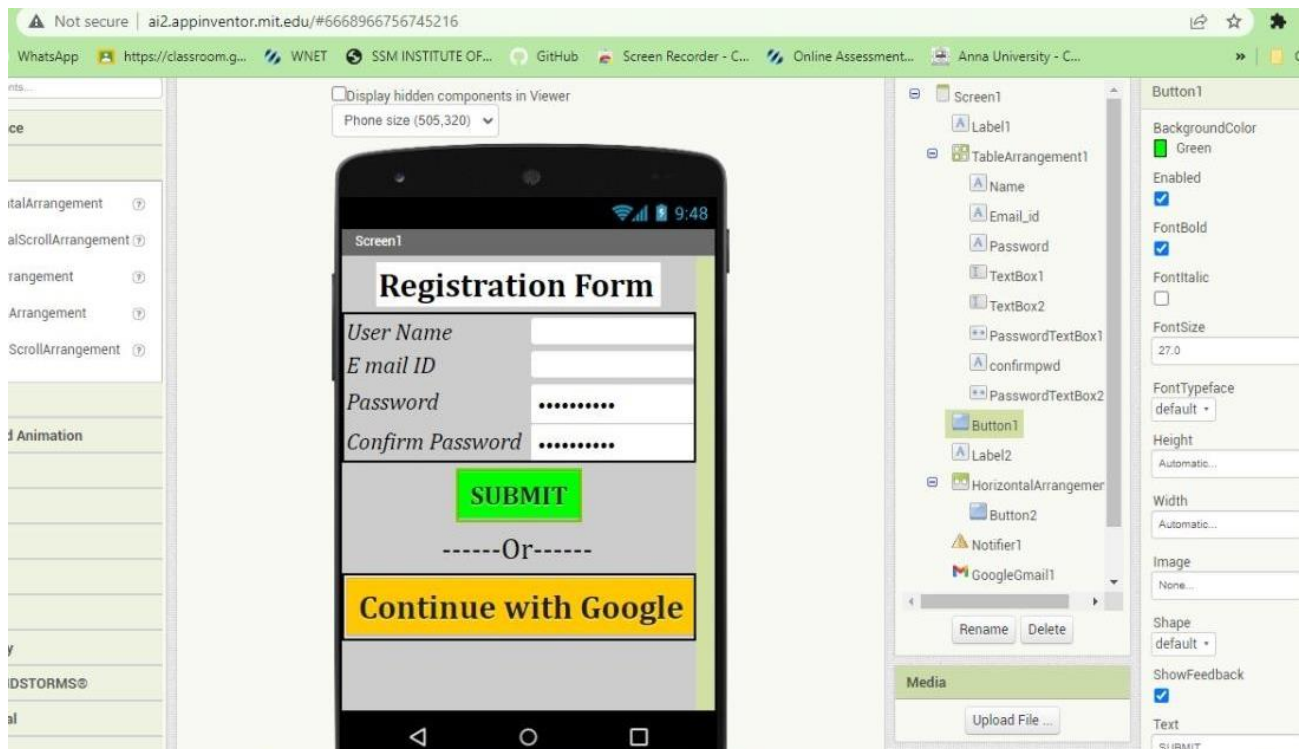 Not secure | ai2.appinventor.mit.edu/#6668966756745216
WhatsApp https://classroom.g... WNET SSM INSTITUTE OF... GitHub Screen Recorder - C... Online Assessment... Anna University - C... »
Display hidden components in Viewer
Phone size (505,320)
ce
ntalArrangement
alScrollArrangement
rrangement
Arrangement
ScrollArrangement
d Animation
y
IDSTORMS®
al
9:48
Screen1
Registration Form
User Name
E mail ID
Password
••••••••••
Confirm Password
••••••••••
SUBMIT
------Or------
Continue with Google
Screen1
Label1
TableArrangement1
Name
Email_id
Password
TextBox1
TextBox2
PasswordTextBox1
confirmpwd
PasswordTextBox2
Button1
Label2
HorizontalArrangemer
Button2
Notifier1
GoogleGmail1
Rename Delete
Media
Upload File ...
Button1
BackgroundColor
Green
Enabled
FontBold
FontItalic
FontSize
27.0
FontTypeface
default
Height
Automatic...
Width
Automatic...
Image
None...
Shape
default
ShowFeedback
Text
SUBMIT